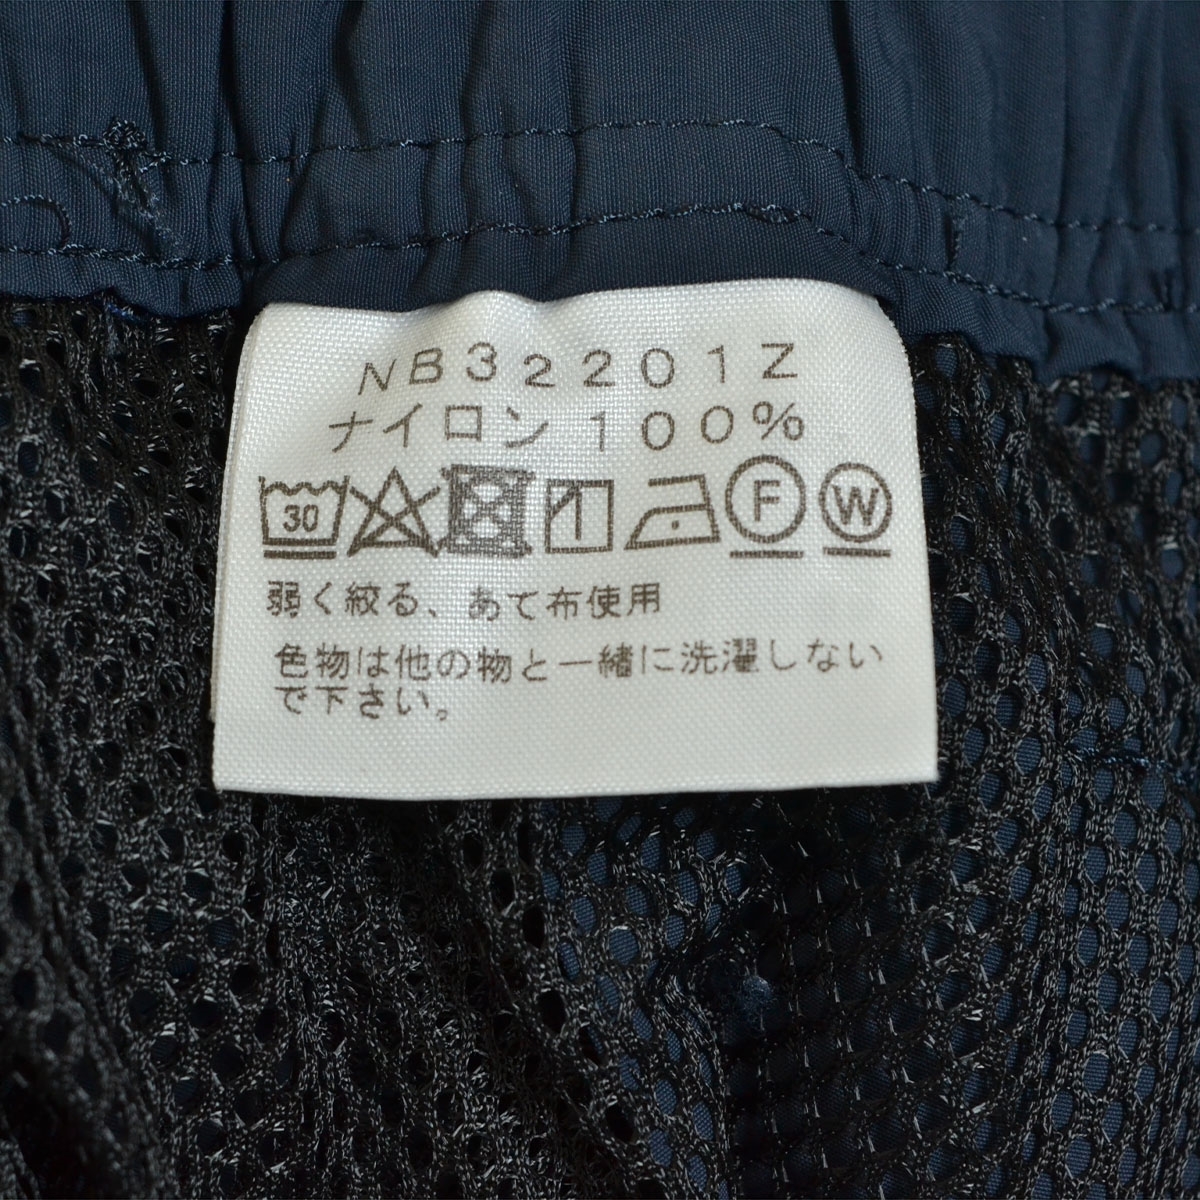 NB32201Z
ナイロン 100%
30 F W
弱く絞る、あて布使用
色物は他の物と一緒に洗濯しない
で下さい。